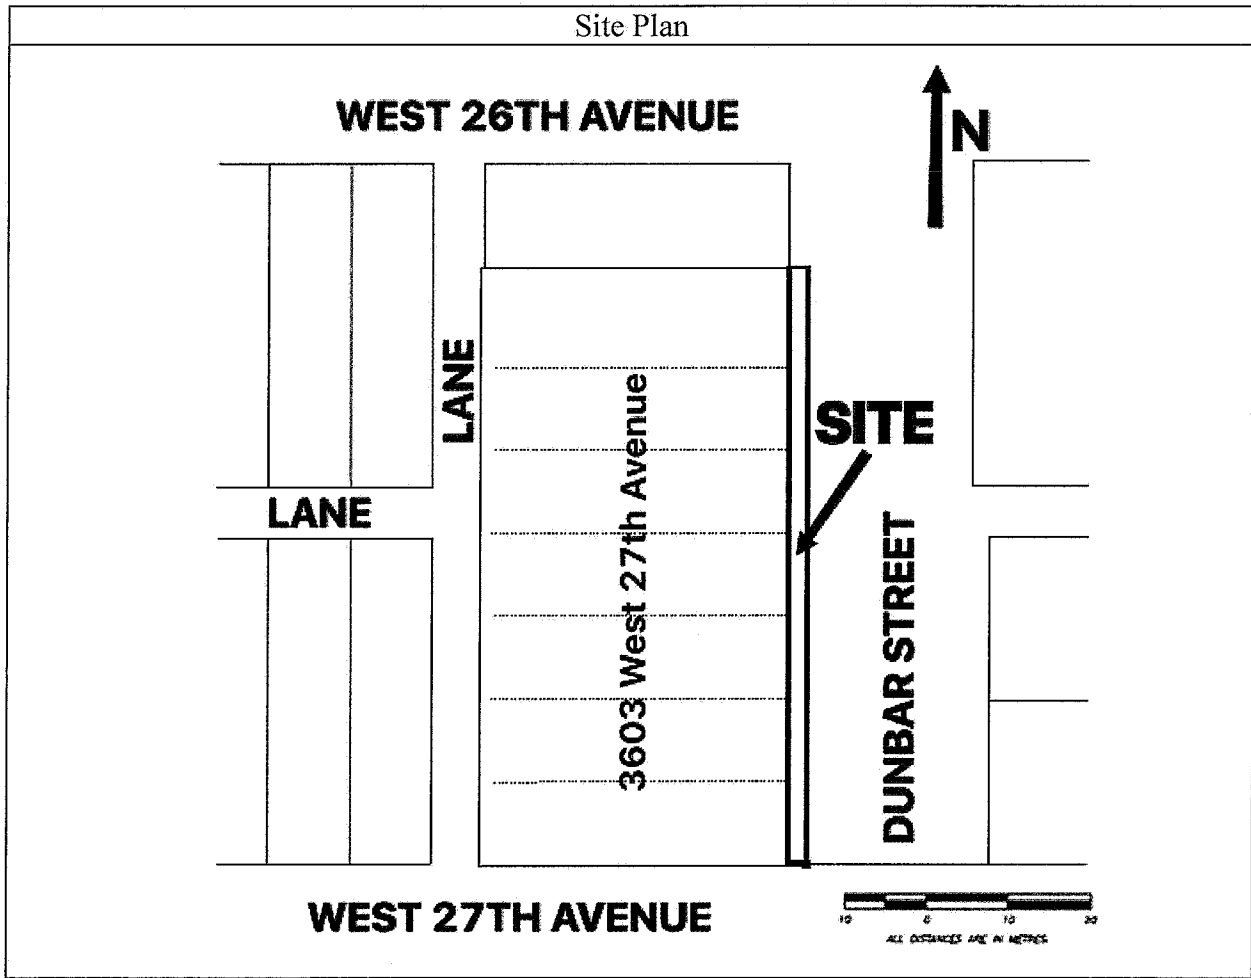 Site Plan
WEST 26TH AVENUE
N
LANE
3603 West 27th Avenue
SITE
LANE
DUNBAR STREET
WEST 27TH AVENUE
10 0 10 20
ALL DISTANCES ARE IN METRES